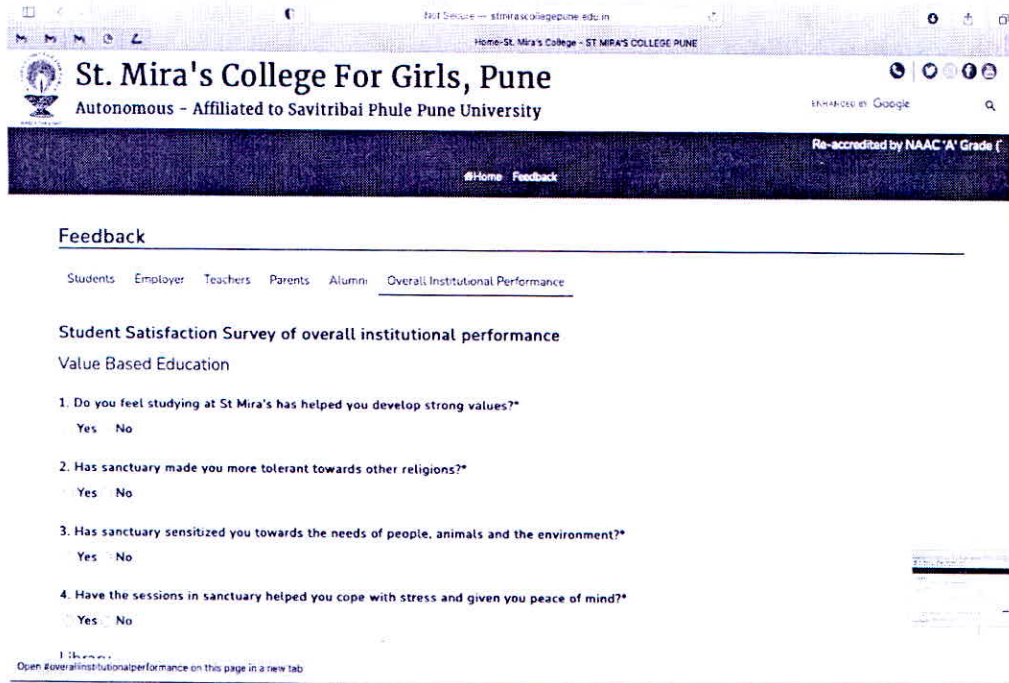 Not Secure — stmirascollegepune.edu.in
Home-St. Mira's College - ST MIRA'S COLLEGE PUNE
St. Mira's College For Girls, Pune
Autonomous - Affiliated to Savitribai Phule Pune University
ENHANCED BY Google
Re-accredited by NAAC 'A' Grade (
Home Feedback
Feedback
Students Employer Teachers Parents Alumni Overall Institutional Performance
Student Satisfaction Survey of overall institutional performance
Value Based Education
1. Do you feel studying at St Mira's has helped you develop strong values?*
Yes No
2. Has sanctuary made you more tolerant towards other religions?*
Yes No
3. Has sanctuary sensitized you towards the needs of people, animals and the environment?*
Yes No
4. Have the sessions in sanctuary helped you cope with stress and given you peace of mind?*
Yes No
Library
Open #overallinstitutionalperformance on this page in a new tab